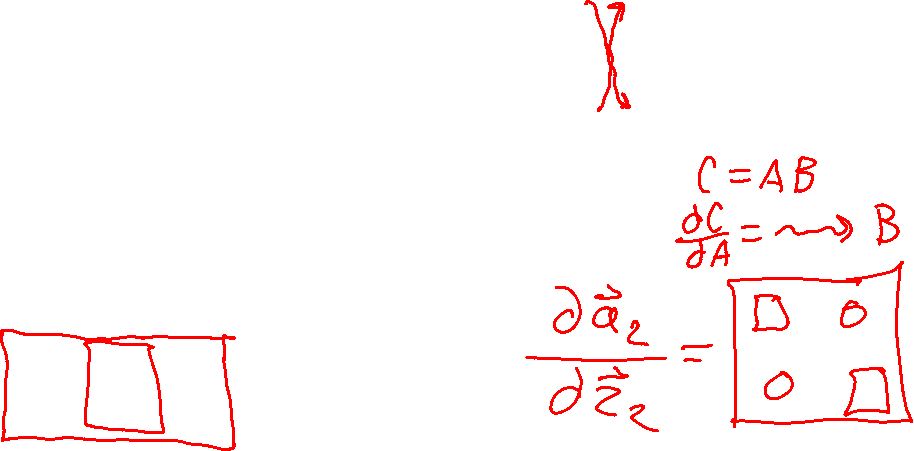 C = AB
∂C/∂A = ⇝ B
∂a⃗₂/∂z⃗₂ = [□ 0; 0 □]